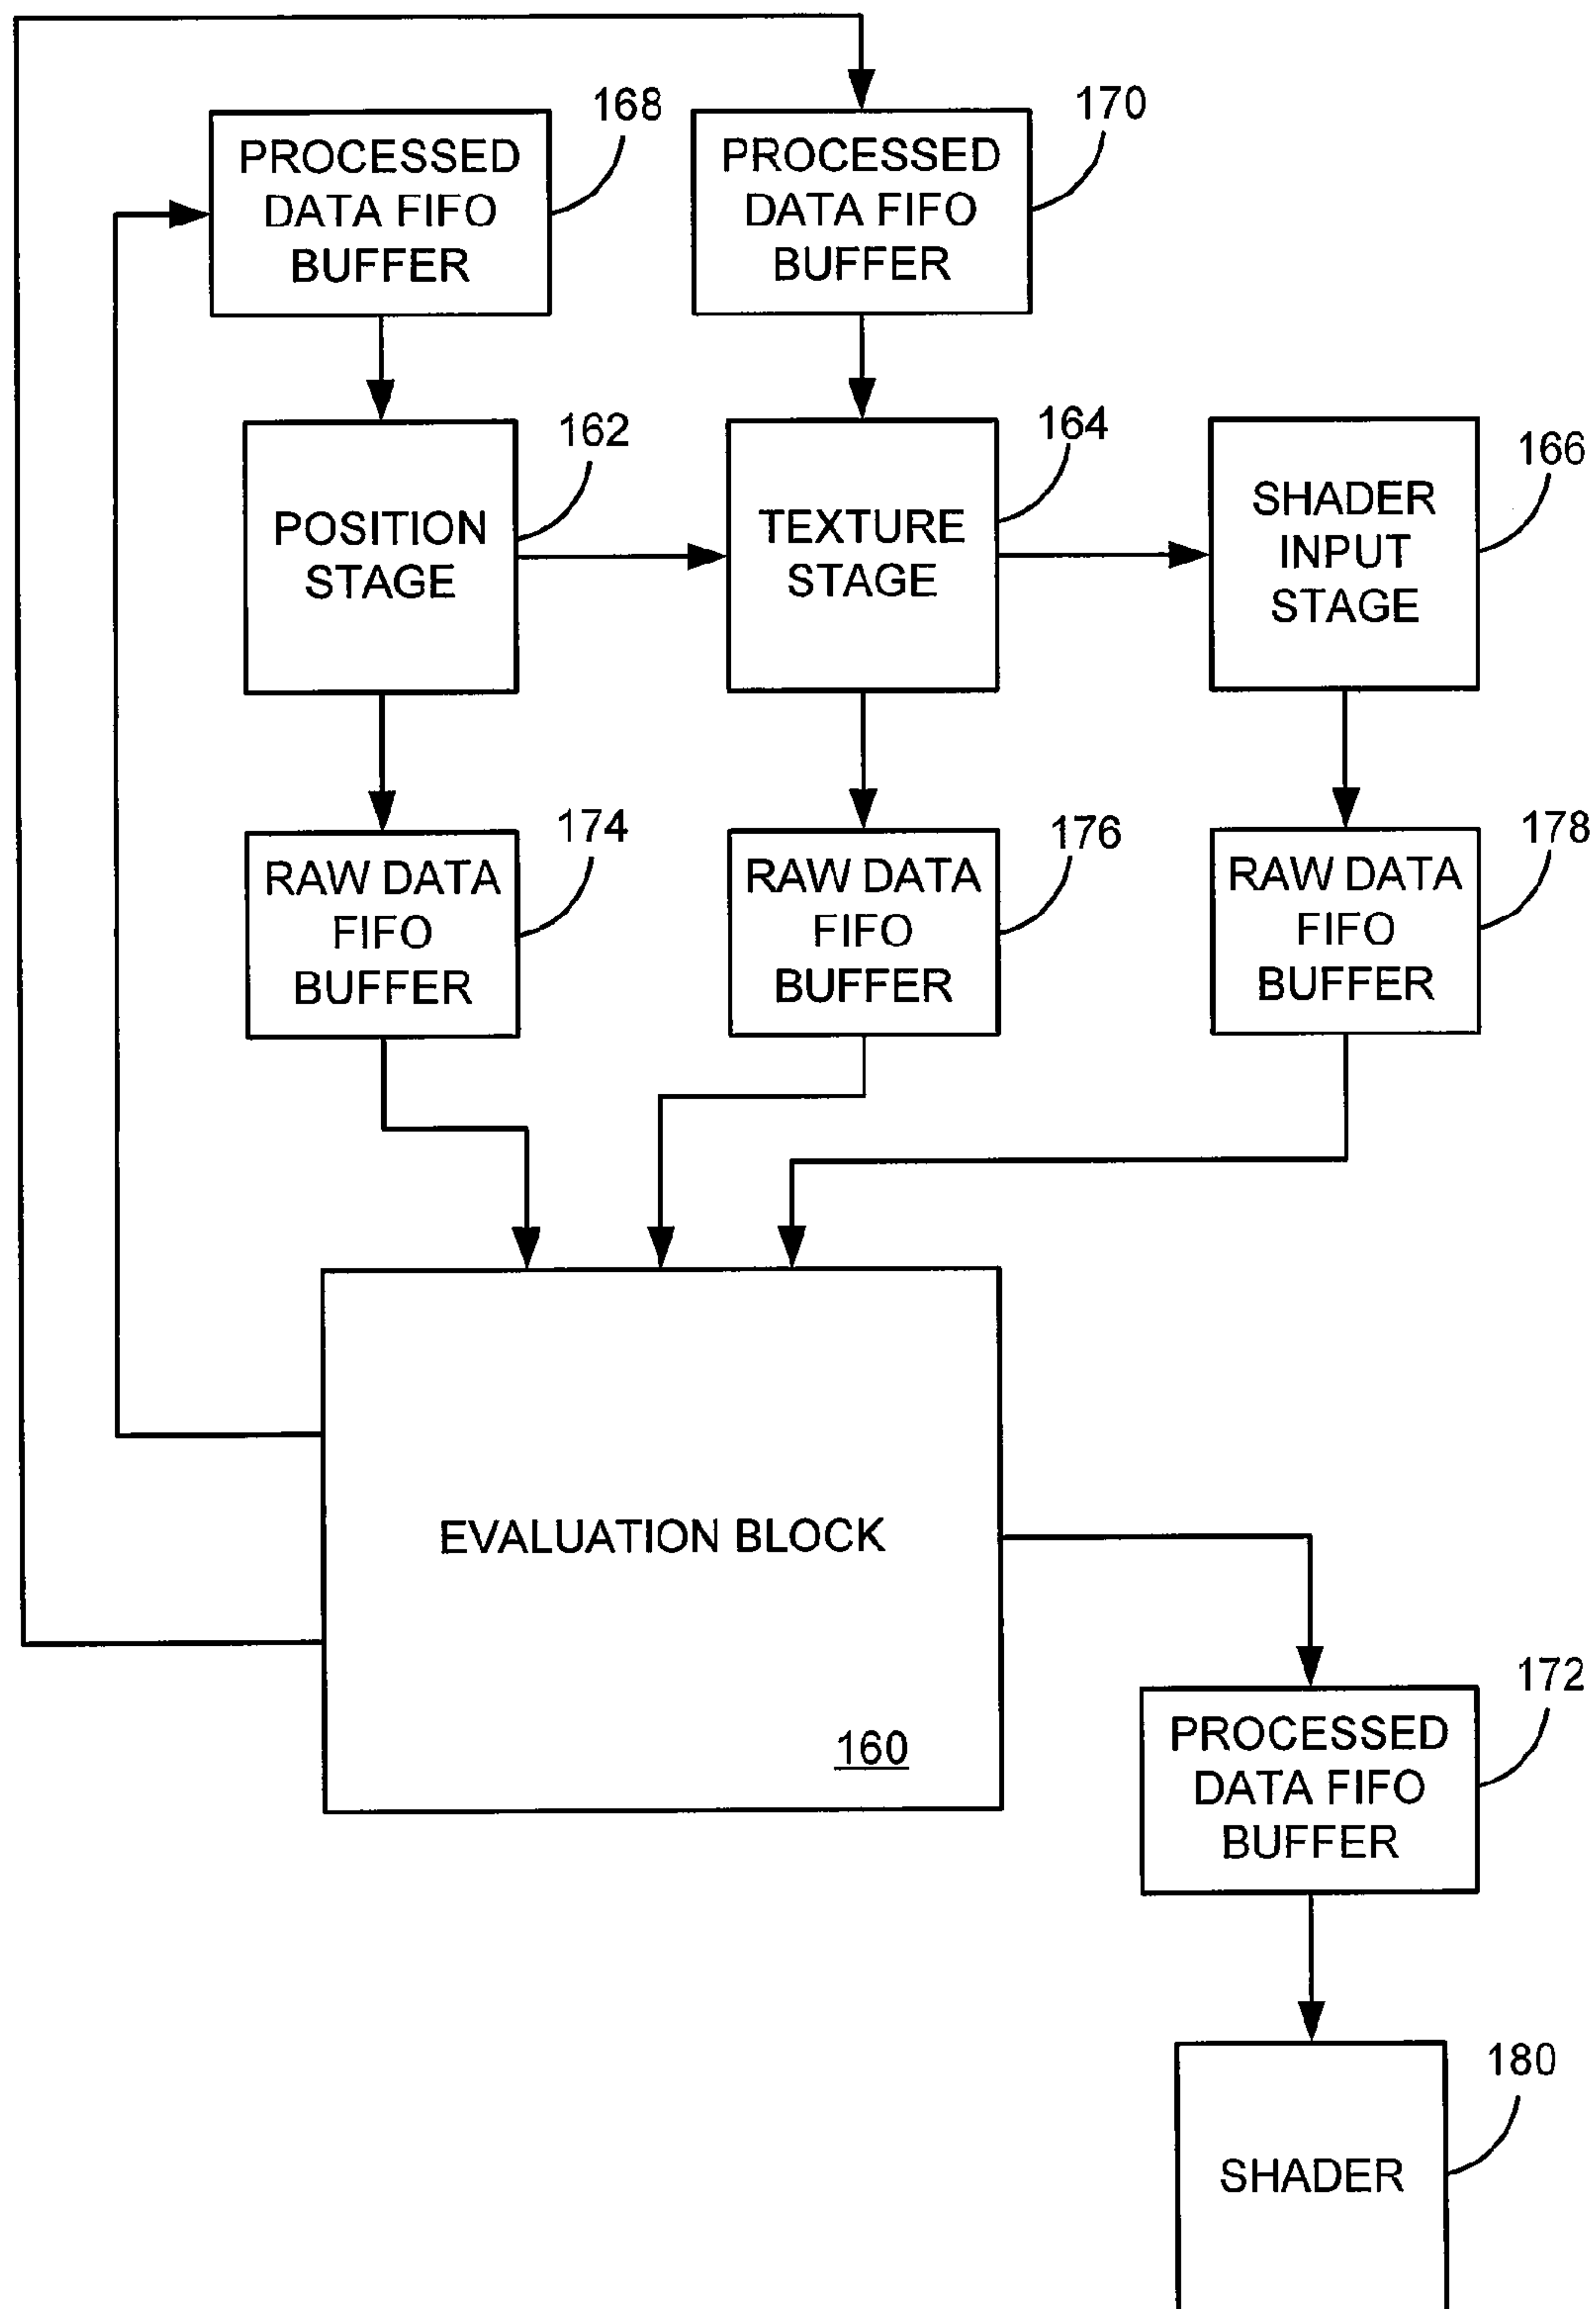 168
170
PROCESSED
DATA FIFO
BUFFER
PROCESSED
DATA FIFO
BUFFER
162
164
166
POSITION
STAGE
TEXTURE
STAGE
SHADER
INPUT
STAGE
174
176
178
RAW DATA
FIFO
BUFFER
RAW DATA
FIFO
BUFFER
RAW DATA
FIFO
BUFFER
EVALUATION BLOCK
160
172
PROCESSED
DATA FIFO
BUFFER
180
SHADER